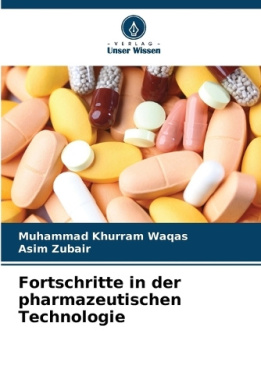 VERLAG
Unser Wissen
Muhammad Khurram Waqas
Asim Zubair
Fortschritte in der
pharmazeutischen
Technologie